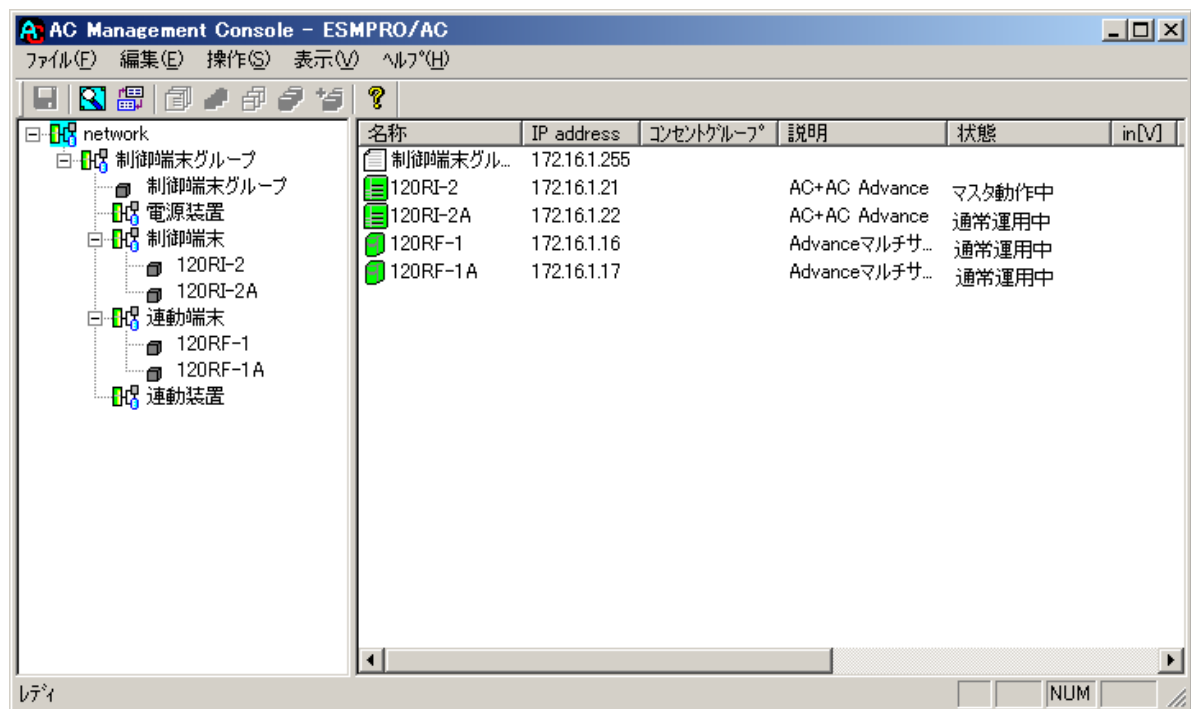 AC Management Console - ESMPRO/AC
ファイル(F) 編集(E) 操作(S) 表示(V) ヘルプ(H)
network
制御端末グループ
制御端末グループ
電源装置
制御端末
120RI-2
120RI-2A
連動端末
120RF-1
120RF-1A
連動装置
名称 IP address コンセントグループ 説明 状態 in[V]
制御端末グル... 172.16.1.255
120RI-2 172.16.1.21 AC+AC Advance マスタ動作中
120RI-2A 172.16.1.22 AC+AC Advance 通常運用中
120RF-1 172.16.1.16 Advanceマルチサ... 通常運用中
120RF-1A 172.16.1.17 Advanceマルチサ... 通常運用中
レディ NUM